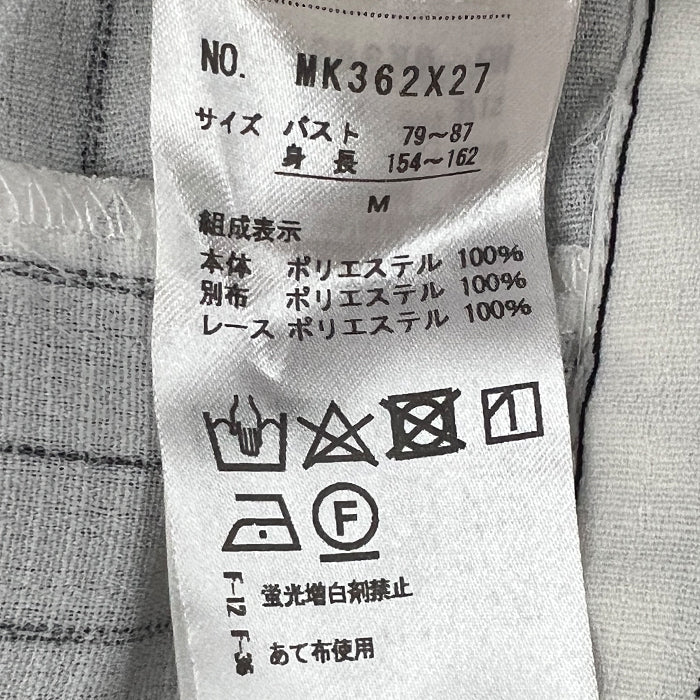 NO. MK362X27
サイズ バスト 79～87
身長 154～162
M
組成表示
本体 ポリエステル 100%
別布 ポリエステル 100%
レース ポリエステル 100%
F
F-12 蛍光増白剤禁止
F-36 あて布使用